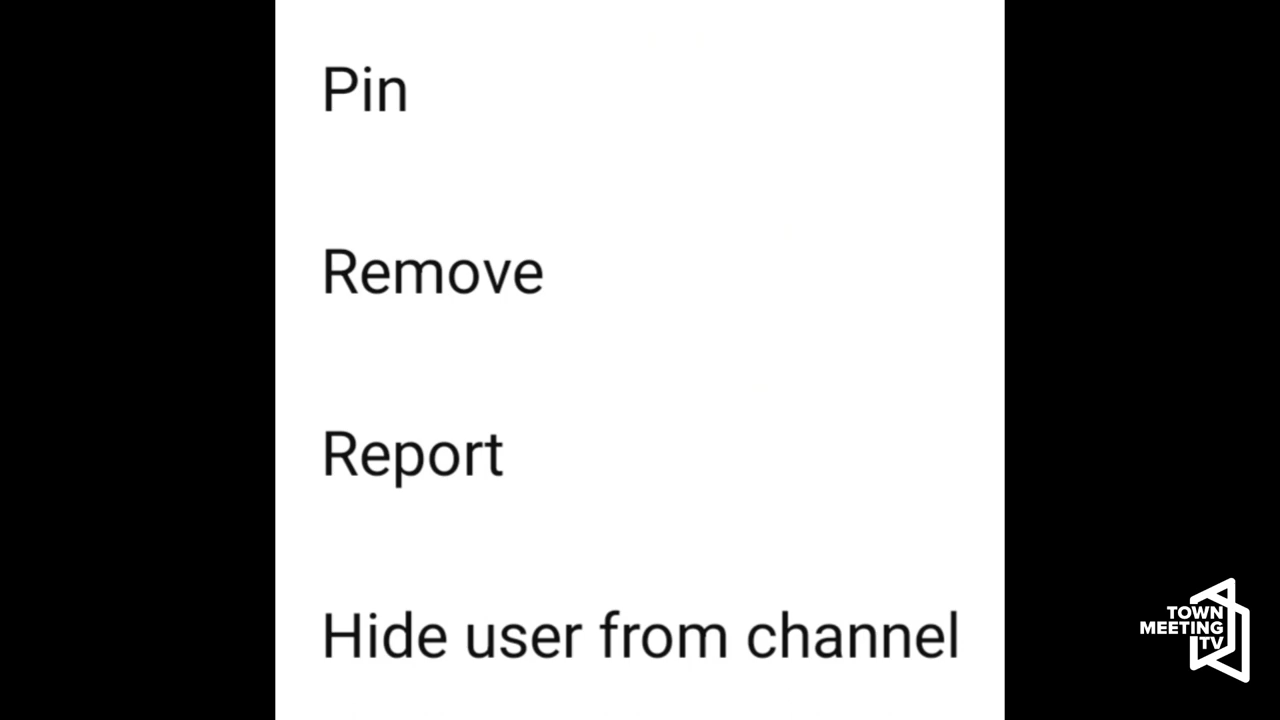 Pin
Remove
Report
Hide user from channel
TOWN
MEETING
TV